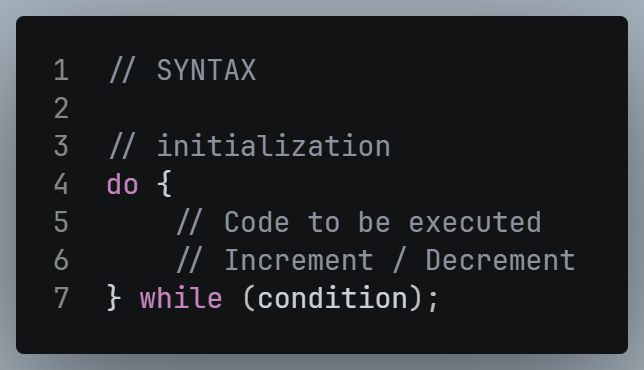 1 // SYNTAX
2
3 // initialization
4 do {
5     // Code to be executed
6     // Increment / Decrement
7 } while (condition);